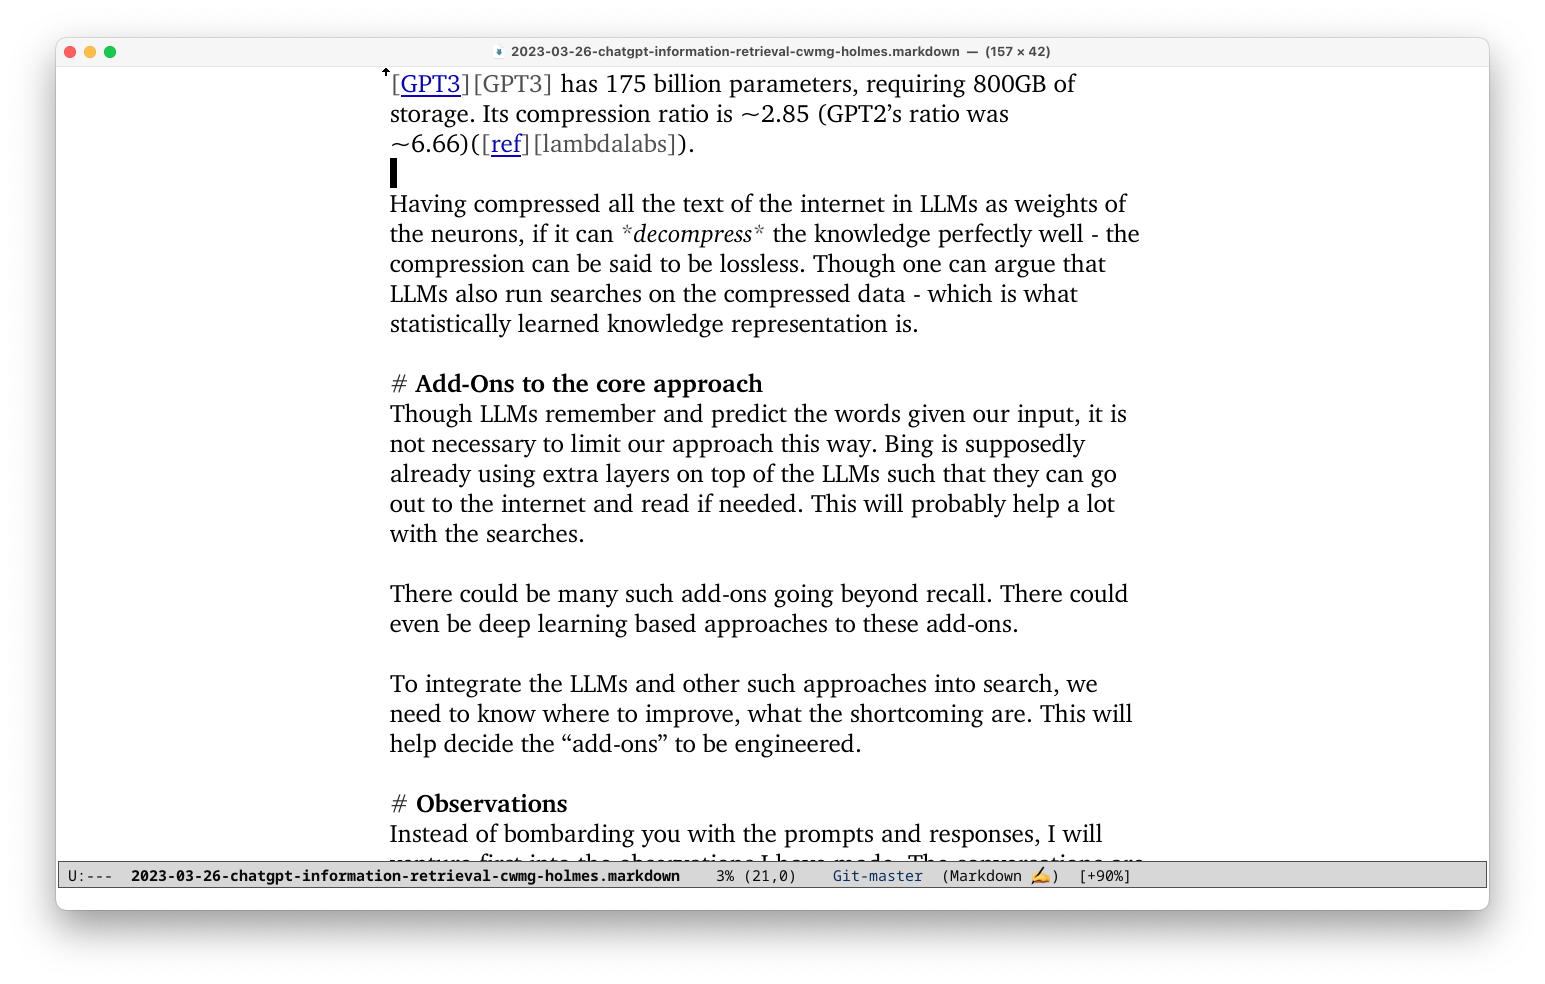 2023-03-26-chatgpt-information-retrieval-cwmg-holmes.markdown — (157 × 42)
[GPT3][GPT3] has 175 billion parameters, requiring 800GB of
storage. Its compression ratio is ~2.85 (GPT2’s ratio was
~6.66)([ref][lambdalabs]).
Having compressed all the text of the internet in LLMs as weights of
the neurons, if it can *decompress* the knowledge perfectly well - the
compression can be said to be lossless. Though one can argue that
LLMs also run searches on the compressed data - which is what
statistically learned knowledge representation is.
# Add-Ons to the core approach
Though LLMs remember and predict the words given our input, it is
not necessary to limit our approach this way. Bing is supposedly
already using extra layers on top of the LLMs such that they can go
out to the internet and read if needed. This will probably help a lot
with the searches.
There could be many such add-ons going beyond recall. There could
even be deep learning based approaches to these add-ons.
To integrate the LLMs and other such approaches into search, we
need to know where to improve, what the shortcoming are. This will
help decide the “add-ons” to be engineered.
# Observations
Instead of bombarding you with the prompts and responses, I will
venture first into the observations I have made. The conversations are
U:--- 2023-03-26-chatgpt-information-retrieval-cwmg-holmes.markdown 3% (21,0) Git-master (Markdown ✍) [+90%]